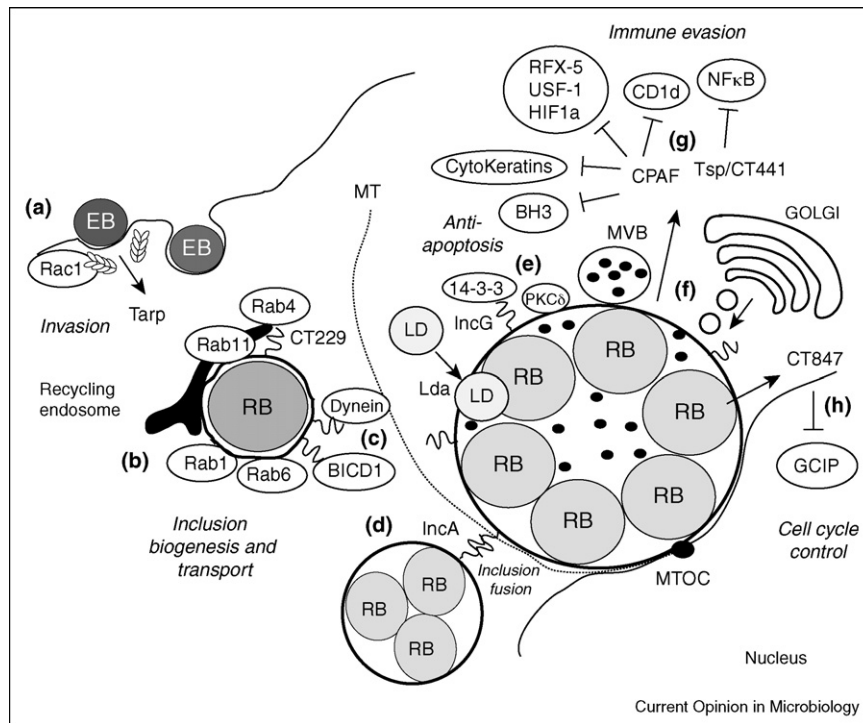 Immune evasion
RFX-5
USF-1
HIF1a
CD1d
NFκB
(g)
CytoKeratins
CPAF
Tsp/CT441
BH3
MT
(a)
EB
EB
Rac1
Tarp
Invasion
Anti-
apoptosis
(e)
MVB
GOLGI
(f)
14-3-3
PKCδ
IncG
Rab4
Rab11
CT229
LD
Lda
LD
RB
RB
RB
RB
RB
RB
CT847
(h)
GCIP
Cell cycle
control
Recycling
endosome
RB
Dynein
(c)
(b)
Rab1
Rab6
BICD1
Inclusion
biogenesis and
transport
(d)
IncA
Inclusion
fusion
RB
RB
RB
MTOC
Nucleus
Current Opinion in Microbiology